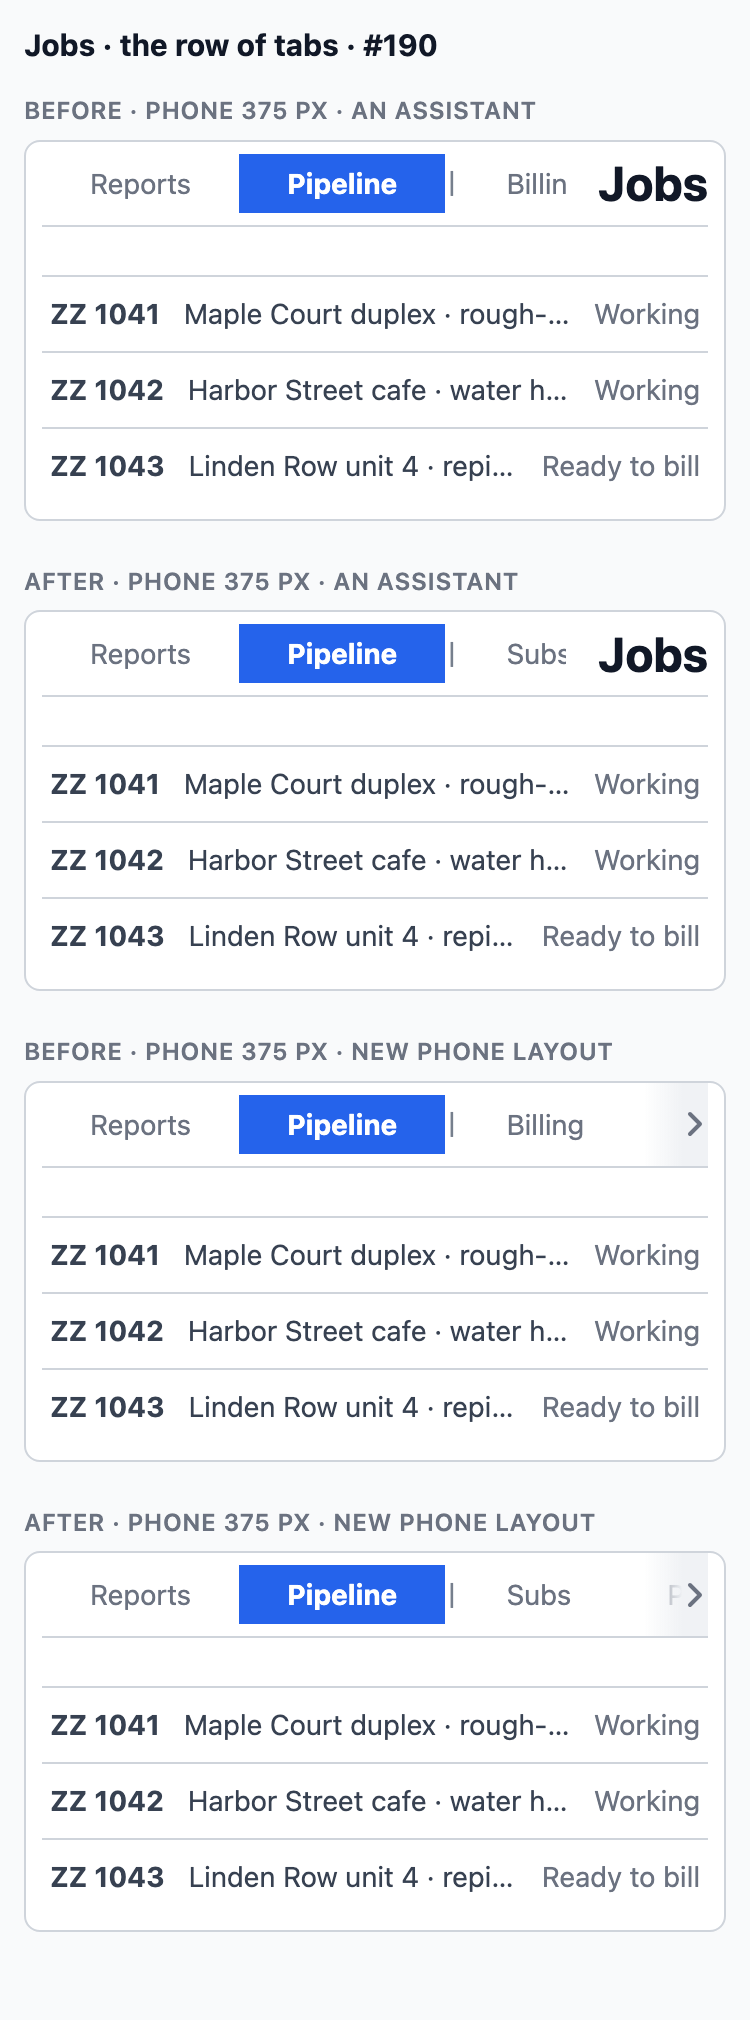 Jobs · the row of tabs · #190
BEFORE · PHONE 375 PX · AN ASSISTANT
Reports Pipeline | Billin Jobs
ZZ 1041 Maple Court duplex · rough-... Working
ZZ 1042 Harbor Street cafe · water h... Working
ZZ 1043 Linden Row unit 4 · repi... Ready to bill
AFTER · PHONE 375 PX · AN ASSISTANT
Reports Pipeline | Subs Jobs
ZZ 1041 Maple Court duplex · rough-... Working
ZZ 1042 Harbor Street cafe · water h... Working
ZZ 1043 Linden Row unit 4 · repi... Ready to bill
BEFORE · PHONE 375 PX · NEW PHONE LAYOUT
Reports Pipeline | Billing
ZZ 1041 Maple Court duplex · rough-... Working
ZZ 1042 Harbor Street cafe · water h... Working
ZZ 1043 Linden Row unit 4 · repi... Ready to bill
AFTER · PHONE 375 PX · NEW PHONE LAYOUT
Reports Pipeline | Subs
ZZ 1041 Maple Court duplex · rough-... Working
ZZ 1042 Harbor Street cafe · water h... Working
ZZ 1043 Linden Row unit 4 · repi... Ready to bill